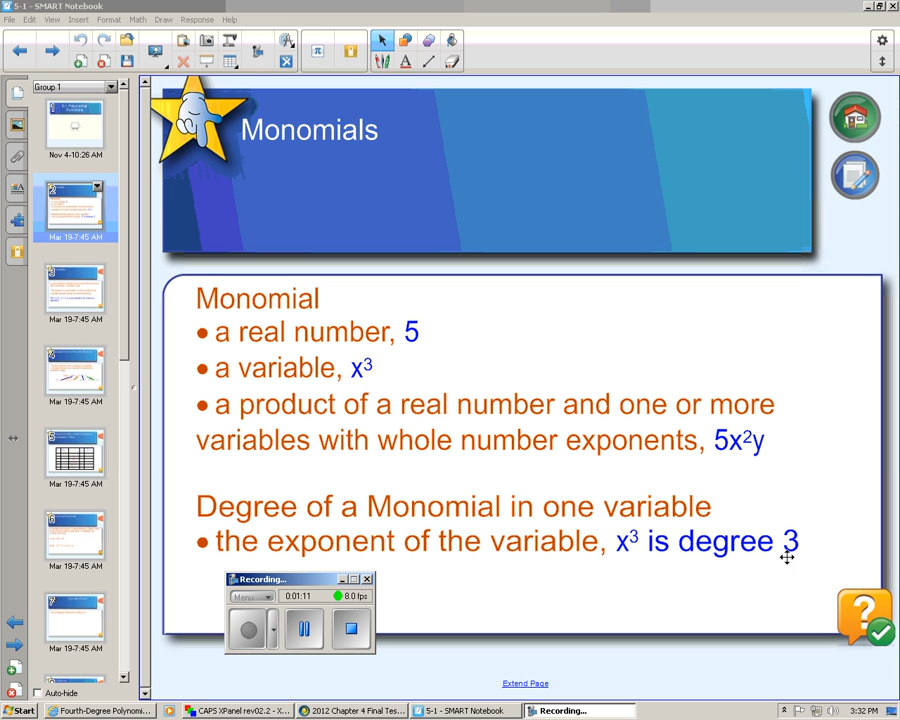 5-1 - SMART Notebook
File Edit View Insert Format Math Draw Response Help
Group 1
Nov 4-10:26 AM
2
Mar 19-7:45 AM
3
Mar 19-7:45 AM
4
Mar 19-7:45 AM
5
Mar 19-7:45 AM
6
Mar 19-7:45 AM
7
Mar 19-7:45 AM
Auto-hide
Monomials
Monomial
• a real number, 5
• a variable, x³
• a product of a real number and one or more
variables with whole number exponents, 5x²y
Degree of a Monomial in one variable
• the exponent of the variable, x³ is degree 3
Recording...
Menu
0:01:11
8.0 fps
Extend Page
Start
Fourth-Degree Polynomi...
CAPS XPanel rev02.2 - X...
2012 Chapter 4 Final Tes...
5-1 - SMART Notebook
Recording...
3:32 PM